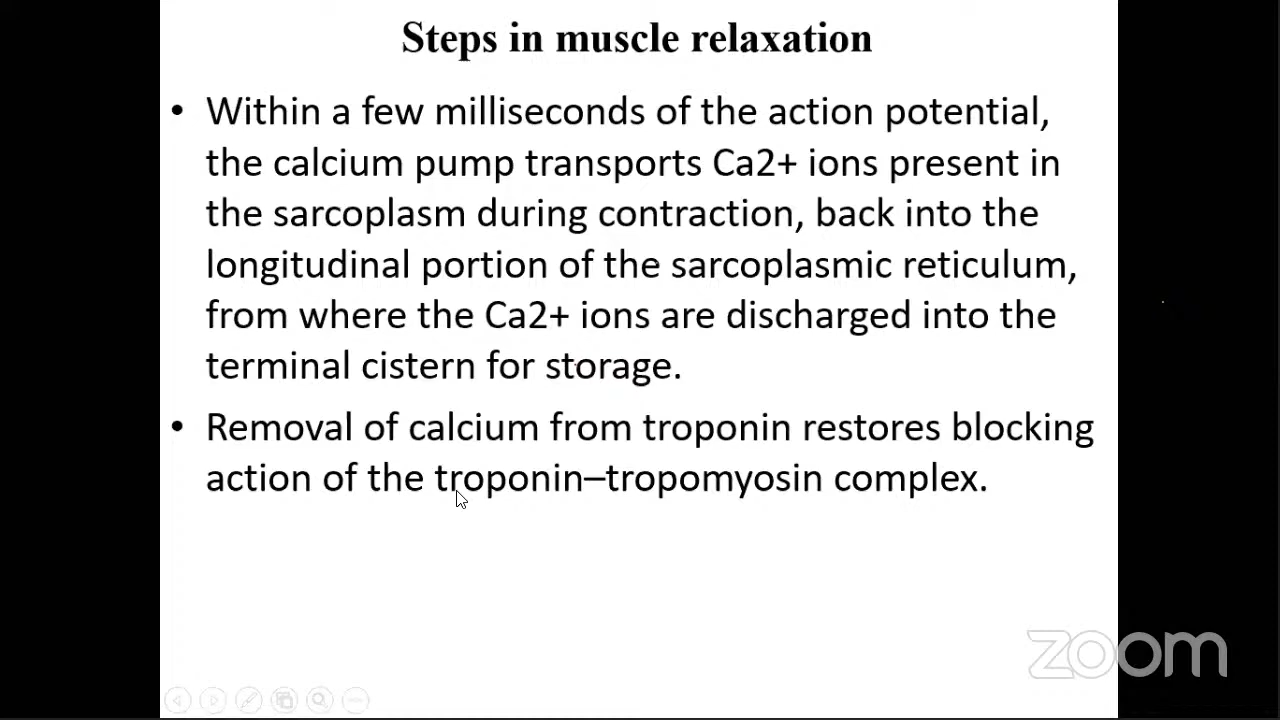 Steps in muscle relaxation
• Within a few milliseconds of the action potential,
the calcium pump transports Ca2+ ions present in
the sarcoplasm during contraction, back into the
longitudinal portion of the sarcoplasmic reticulum,
from where the Ca2+ ions are discharged into the
terminal cistern for storage.
• Removal of calcium from troponin restores blocking
action of the troponin–tropomyosin complex.
zoom